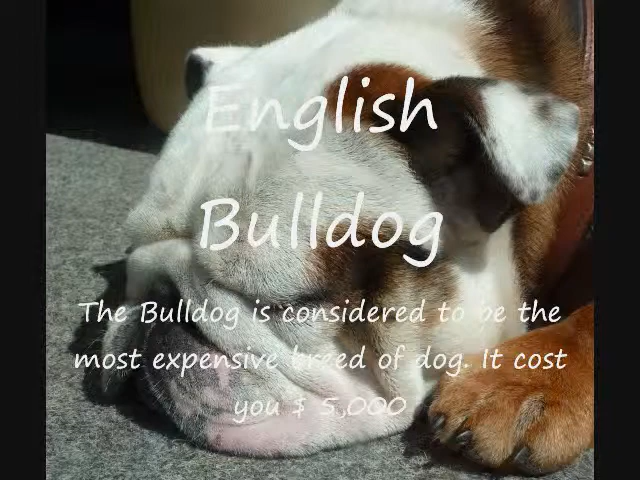 English
Bulldog
The Bulldog is considered to be the
most expensive breed of dog. It cost
you $ 5,000